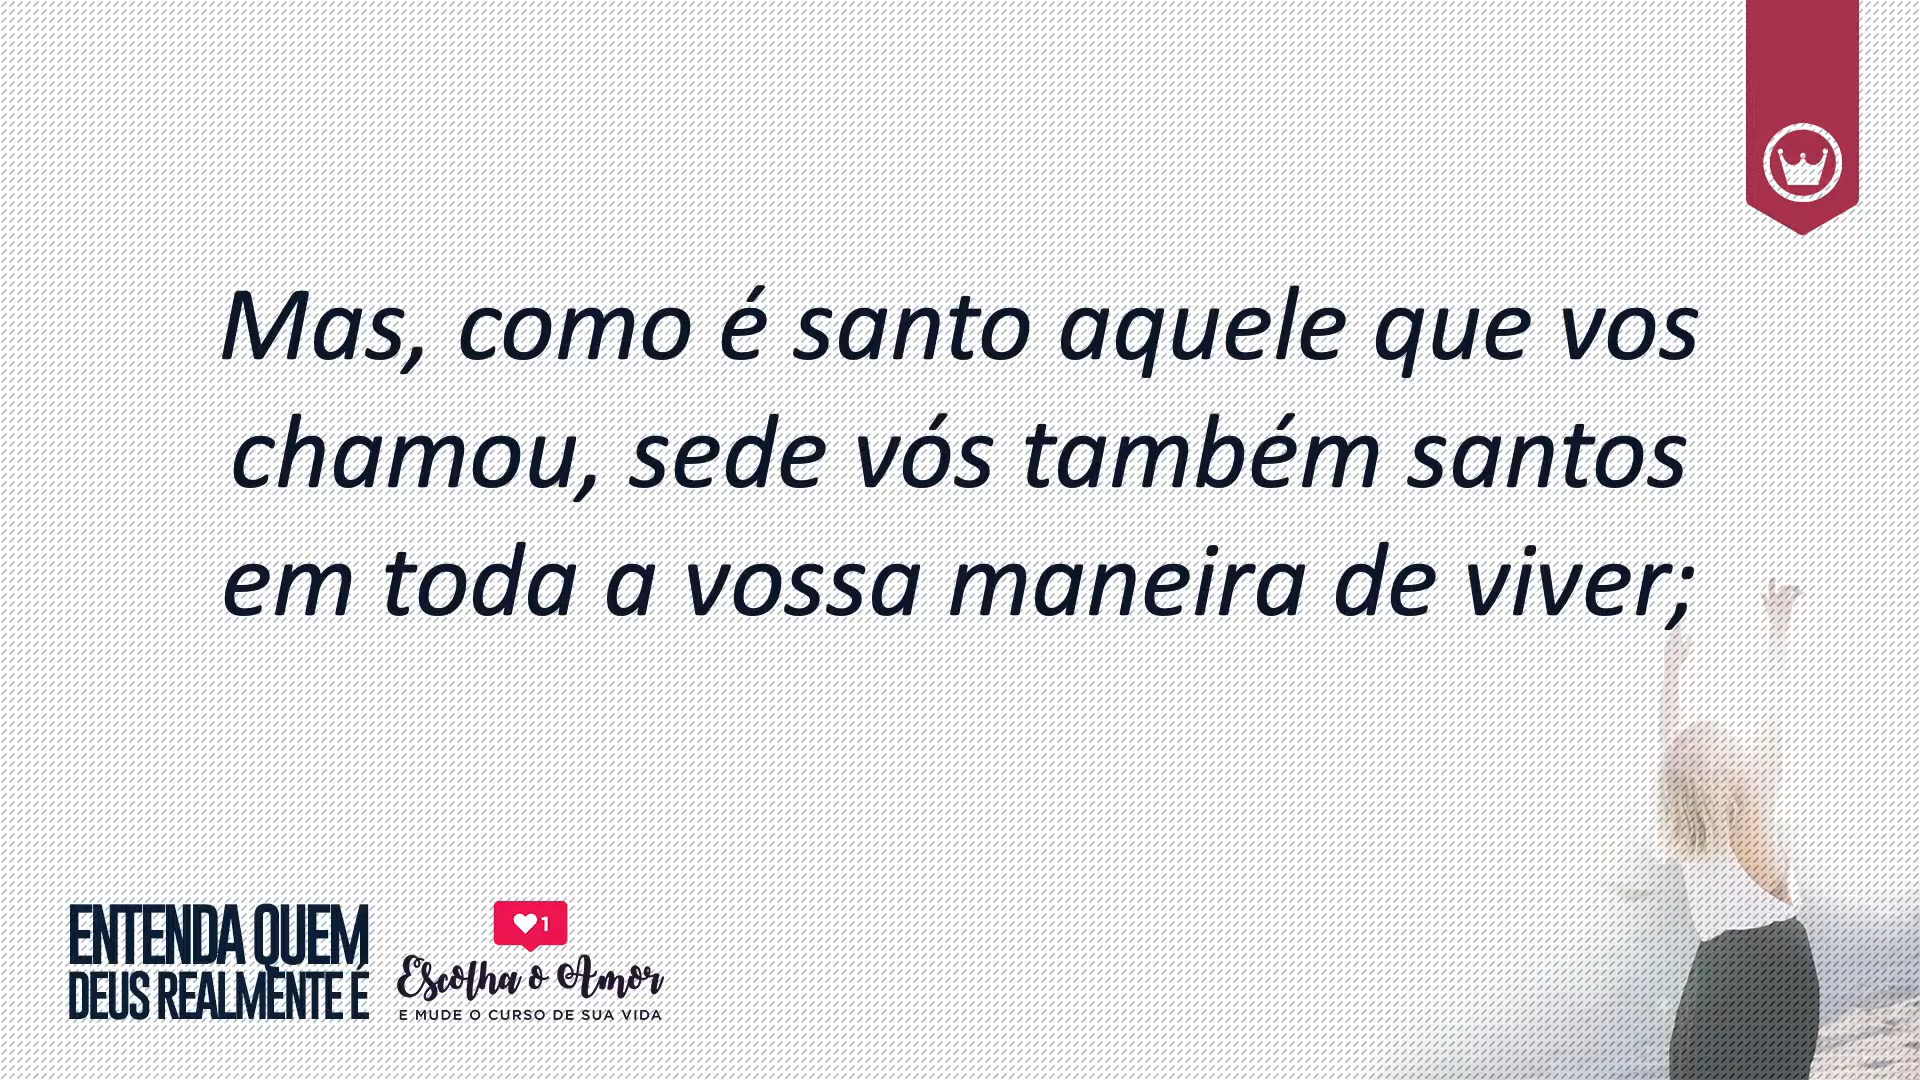 Mas, como é santo aquele que vos
chamou, sede vós também santos
em toda a vossa maneira de viver;
ENTENDA QUEM
DEUS REALMENTE É
1
Escolha o Amor
E MUDE O CURSO DE SUA VIDA